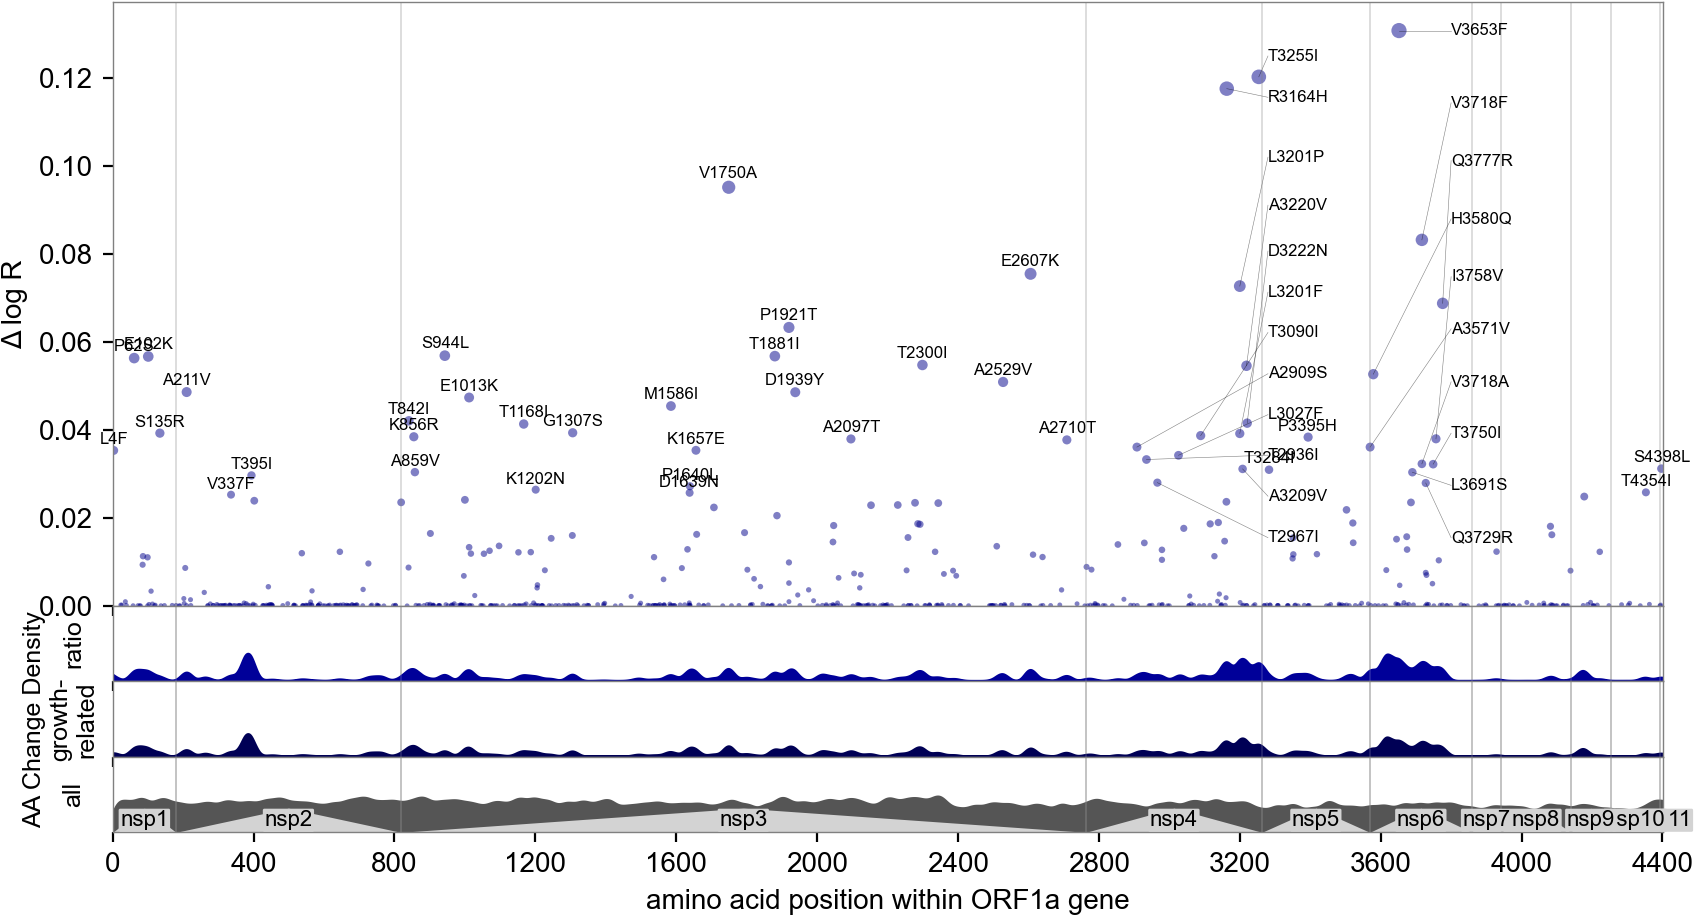 V3653F
T3255I
0.12
R3164H
V3718F
L3201P
Q3777R
0.10
V1750A
A3220V
H3580Q
0.08
D3222N
E2607K
I3758V
L3201F
Δ log R
P1921T
T3090I
A3571V
0.06
P62S
E102K
S944L
T1881I
T2300I
A2529V
A2909S
A211V
E1013K
D1939Y
V3718A
M1586I
T842I
T1168I
L3027F
0.04
S135R
K856R
G1307S
A2097T
A2710T
P3395H
T3750I
L4F
K1657E
T395I
A859V
T2936I
T3284I
S4398L
V337F
K1202N
P1640L
D1639N
T4354I
L3691S
A3209V
0.02
T2967I
Q3729R
0.00
AA Change Density
ratio
growth-
related
all
nsp1 nsp2 nsp3 nsp4 nsp5 nsp6 nsp7 nsp8 nsp9 sp10 11
0 400 800 1200 1600 2000 2400 2800 3200 3600 4000 4400
amino acid position within ORF1a gene